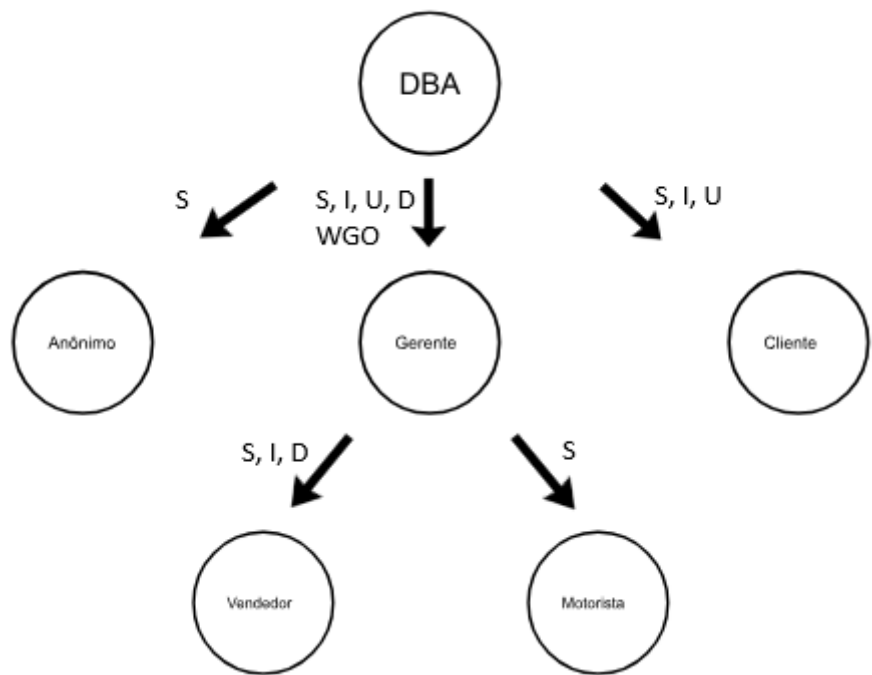 DBA
S
S, I, U, D
WGO
S, I, U
Anônimo
Gerente
Cliente
S, I, D
S
Vendedor
Motorista